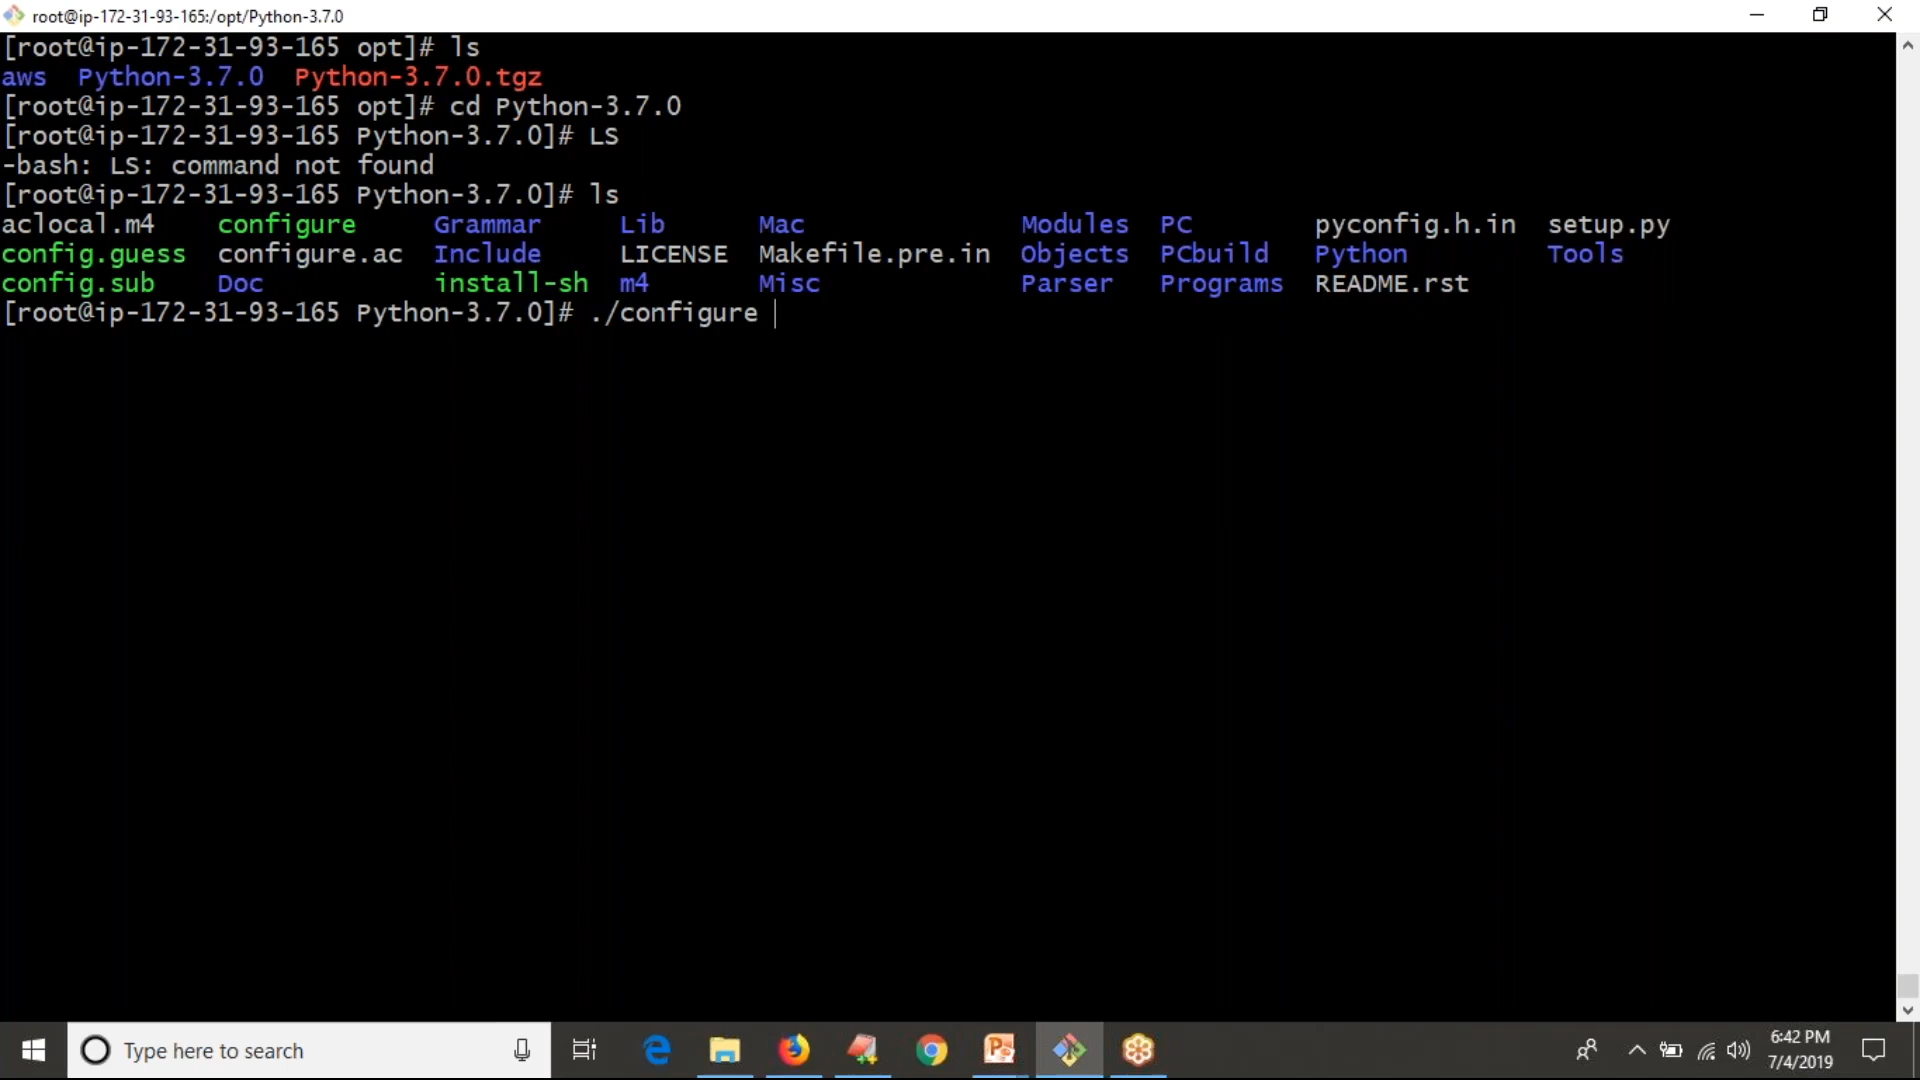 root@ip-172-31-93-165:/opt/Python-3.7.0
[root@ip-172-31-93-165 opt]# ls
aws  Python-3.7.0  Python-3.7.0.tgz
[root@ip-172-31-93-165 opt]# cd Python-3.7.0
[root@ip-172-31-93-165 Python-3.7.0]# LS
-bash: LS: command not found
[root@ip-172-31-93-165 Python-3.7.0]# ls
aclocal.m4    configure     Grammar     Lib      Mac              Modules  PC        pyconfig.h.in  setup.py
config.guess  configure.ac  Include     LICENSE  Makefile.pre.in  Objects  PCbuild   Python         Tools
config.sub    Doc           install-sh  m4       Misc             Parser   Programs  README.rst
[root@ip-172-31-93-165 Python-3.7.0]# ./configure
Type here to search
6:42 PM
7/4/2019